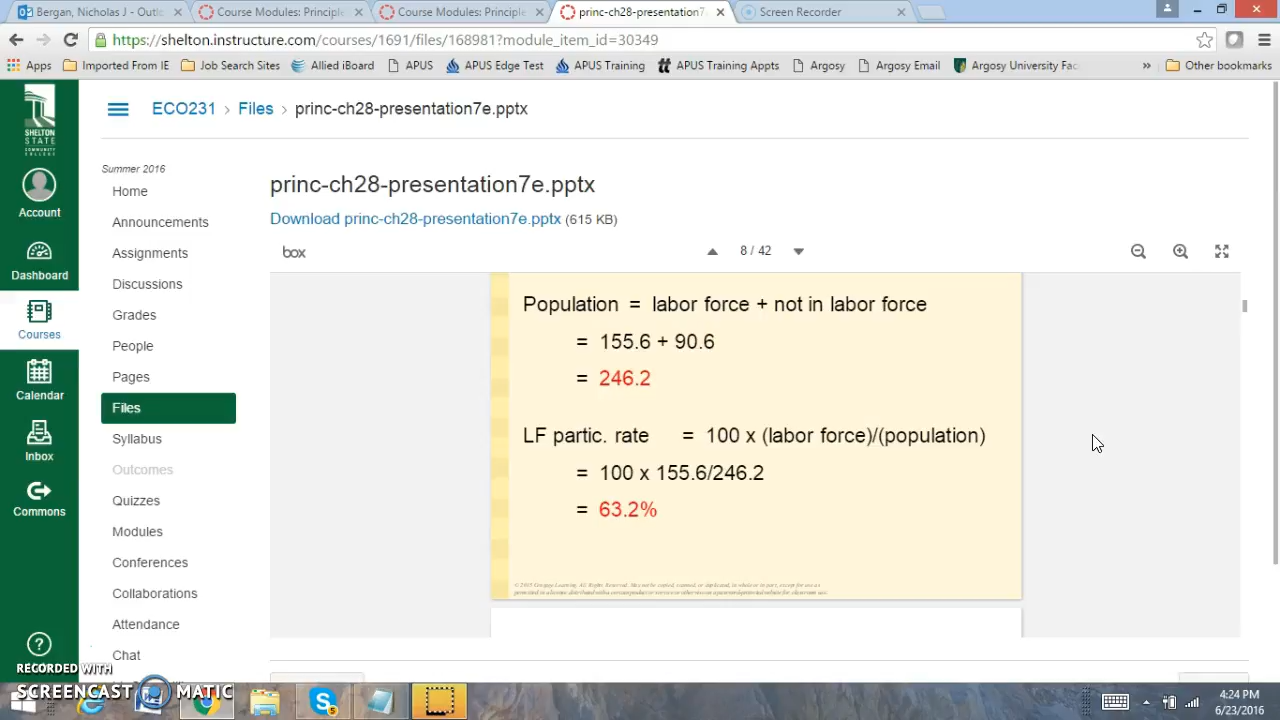 Bergan, Nicholas J - Outlo
Course Modules: Principle
Course Modules: Principle
princ-ch28-presentation7
Screen Recorder
https://shelton.instructure.com/courses/1691/files/168981?module_item_id=30349
Apps
Imported From IE
Job Search Sites
Allied iBoard
APUS
APUS Edge Test
APUS Training
APUS Training Apps
Argosy
Argosy Email
Argosy University Fac
»
Other bookmarks
SHELTON
STATE
COMMUNITY
COLLEGE
Account
Dashboard
Courses
Calendar
Inbox
Commons
ECO231 › Files › princ-ch28-presentation7e.pptx
Summer 2016
Home
Announcements
Assignments
Discussions
Grades
People
Pages
Files
Syllabus
Outcomes
Quizzes
Modules
Conferences
Collaborations
Attendance
Chat
princ-ch28-presentation7e.pptx
Download princ-ch28-presentation7e.pptx (615 KB)
box
8 / 42
Population = labor force + not in labor force
= 155.6 + 90.6
= 246.2
LF partic. rate = 100 x (labor force)/(population)
= 100 x 155.6/246.2
= 63.2%
RECORDED WITH
SCREENCAST MATIC
4:24 PM
6/23/2016